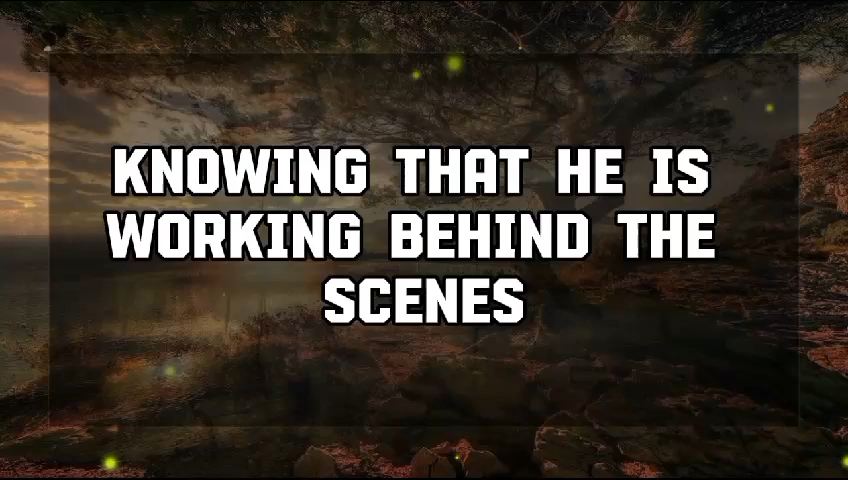 KNOWING THAT HE IS
WORKING BEHIND THE
SCENES